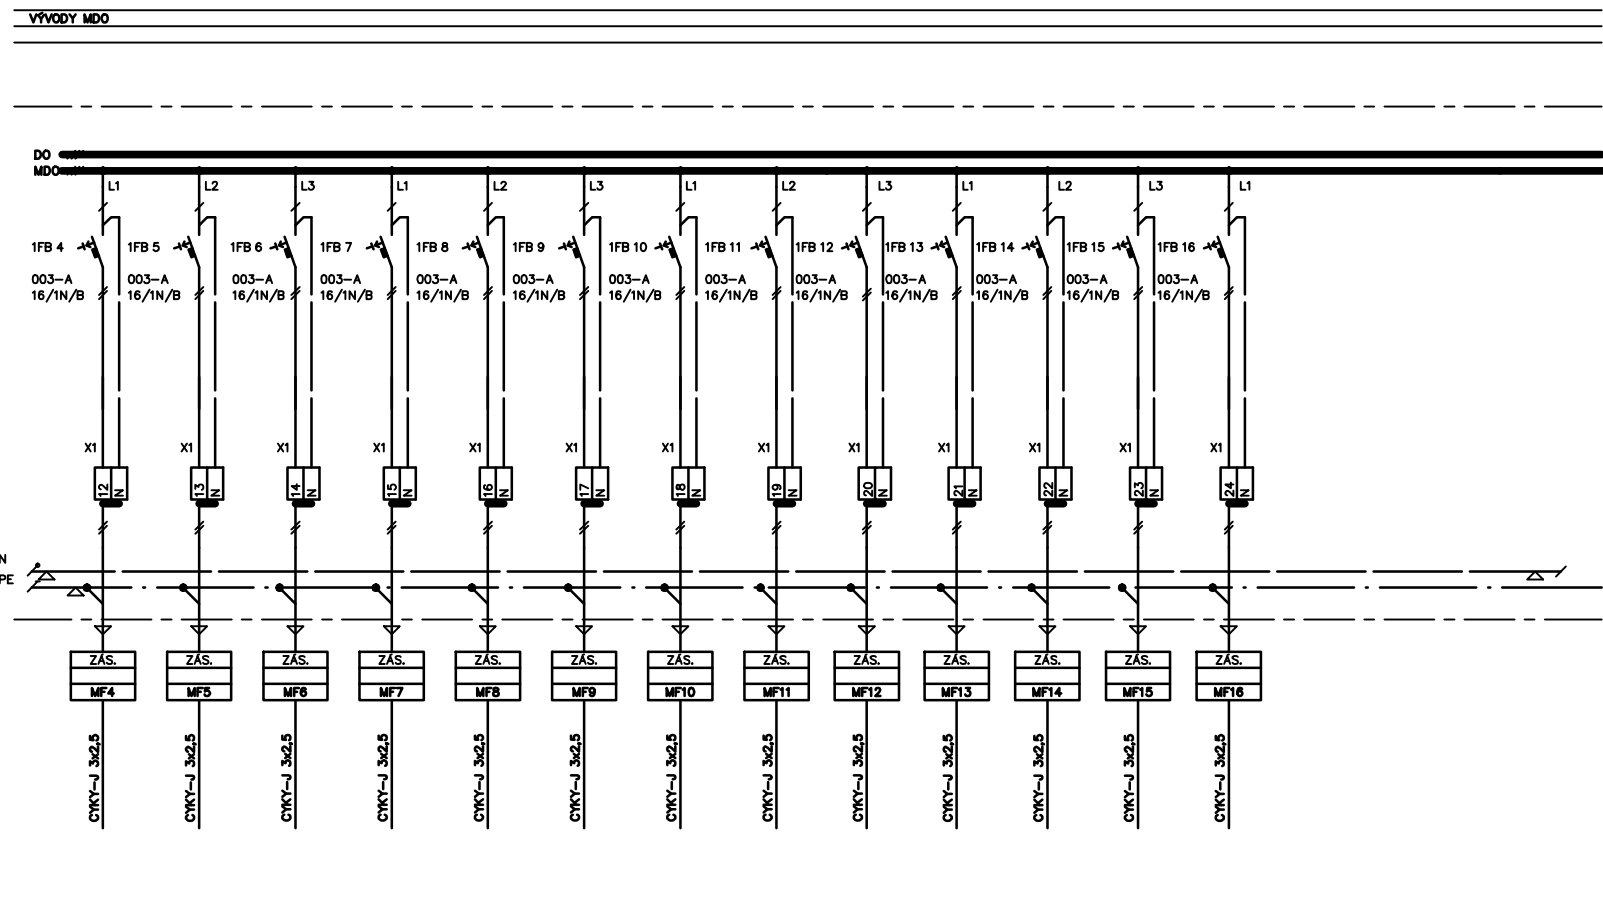 VÝVODY MDO
DO
MDO
L1 L2 L3 L1 L2 L3 L1 L2 L3 L1 L2 L3 L1
1FB 4 1FB 5 1FB 6 1FB 7 1FB 8 1FB 9 1FB 10 1FB 11 1FB 12 1FB 13 1FB 14 1FB 15 1FB 16
003-A 003-A 003-A 003-A 003-A 003-A 003-A 003-A 003-A 003-A 003-A 003-A 003-A
16/1N/B 16/1N/B 16/1N/B 16/1N/B 16/1N/B 16/1N/B 16/1N/B 16/1N/B 16/1N/B 16/1N/B 16/1N/B 16/1N/B 16/1N/B
X1 X1 X1 X1 X1 X1 X1 X1 X1 X1 X1 X1 X1
12 N 13 N 14 N 15 N 16 N 17 N 18 N 19 N 20 N 21 N 22 N 23 N 24 N
N
PE
ZÁS. ZÁS. ZÁS. ZÁS. ZÁS. ZÁS. ZÁS. ZÁS. ZÁS. ZÁS. ZÁS. ZÁS. ZÁS.
MF4 MF5 MF6 MF7 MF8 MF9 MF10 MF11 MF12 MF13 MF14 MF15 MF16
CYKY-J 3x2,5 CYKY-J 3x2,5 CYKY-J 3x2,5 CYKY-J 3x2,5 CYKY-J 3x2,5 CYKY-J 3x2,5 CYKY-J 3x2,5 CYKY-J 3x2,5 CYKY-J 3x2,5 CYKY-J 3x2,5 CYKY-J 3x2,5 CYKY-J 3x2,5 CYKY-J 3x2,5